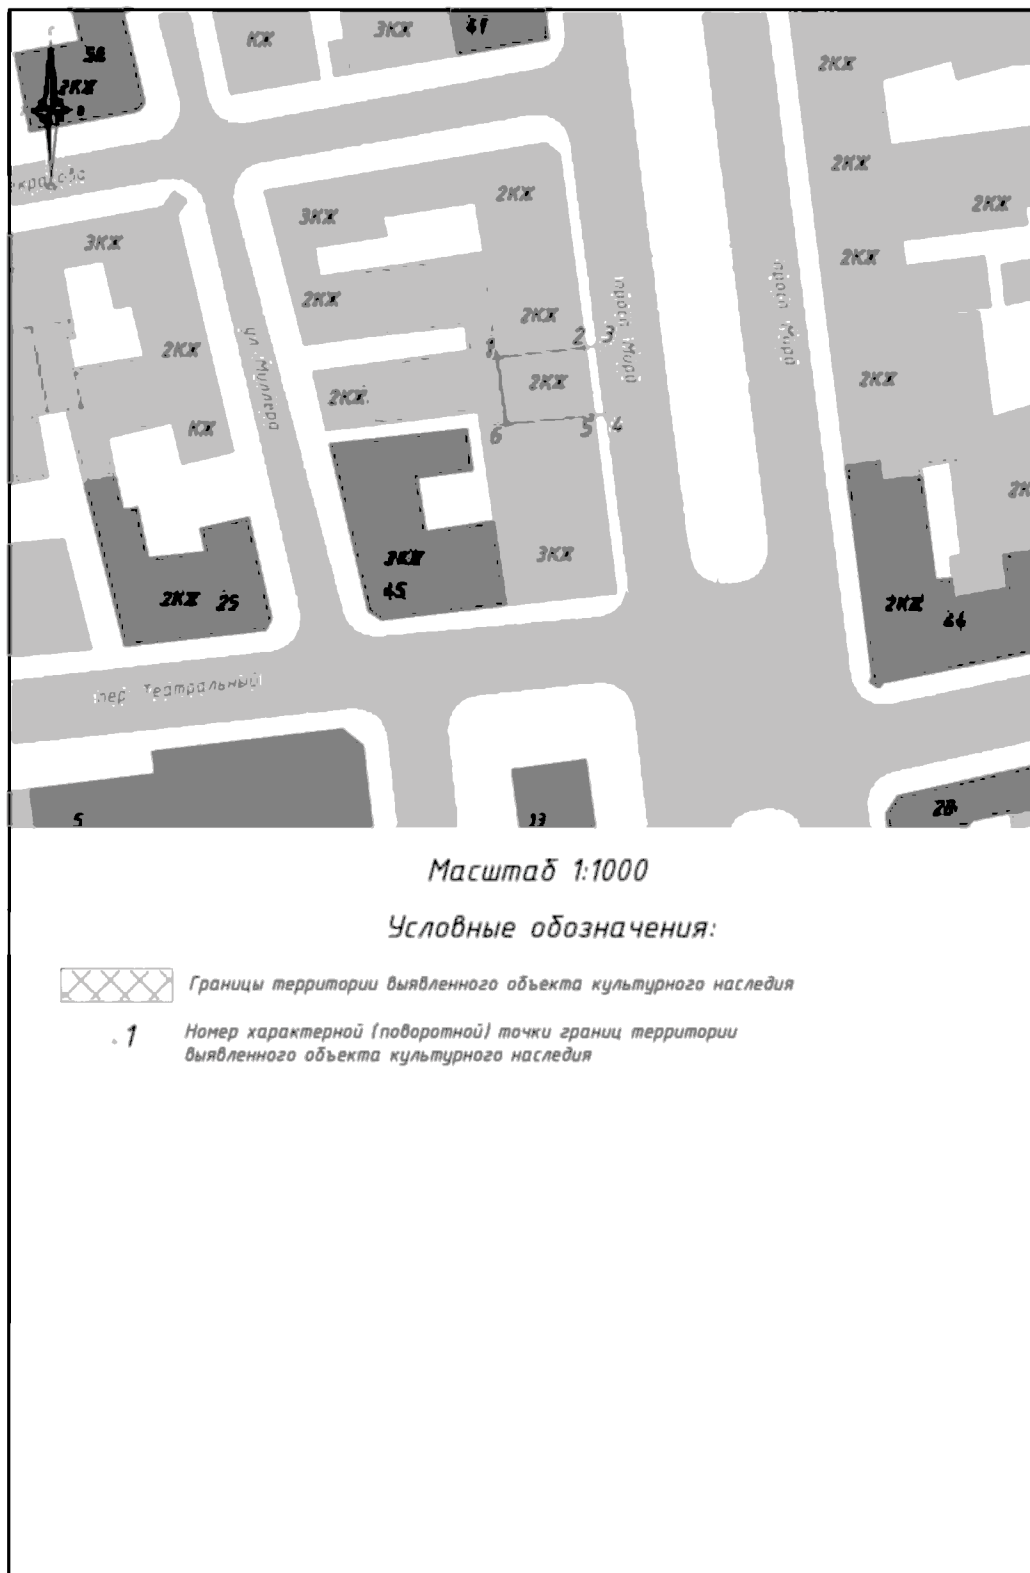 41
КЖ
3КЖ
2КЖ
2КЖ
2КЖ
3КЖ
2КЖ
2КЖ
3КЖ
2КЖ
2КЖ
2КЖ
1
2
3
2КЖ
ул. Муллера
2КЖ
2КЖ
2КЖ
КЖ
6
5
4
3КЖ
45
3КЖ
2КЖ 25
2КЖ
44
пер. Театральный
5
28
Масштаб 1:1000
Условные обозначения:
Границы территории выявленного объекта культурного наследия
1
Номер характерной (поворотной) точки границ территории
выявленного объекта культурного наследия